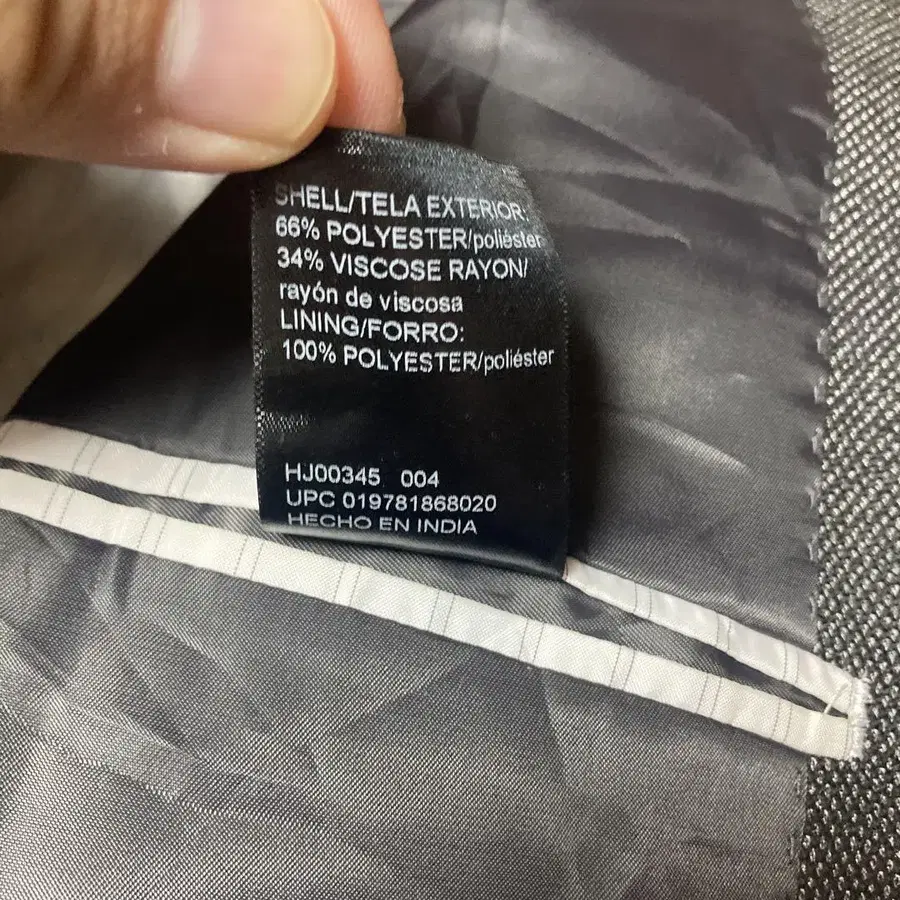 SHELL/TELA EXTERIOR:
66% POLYESTER/poliéster
34% VISCOSE RAYON/
rayón de viscosa
LINING/FORRO:
100% POLYESTER/poliéster
HJ00345 004
UPC 019781868020
HECHO EN INDIA